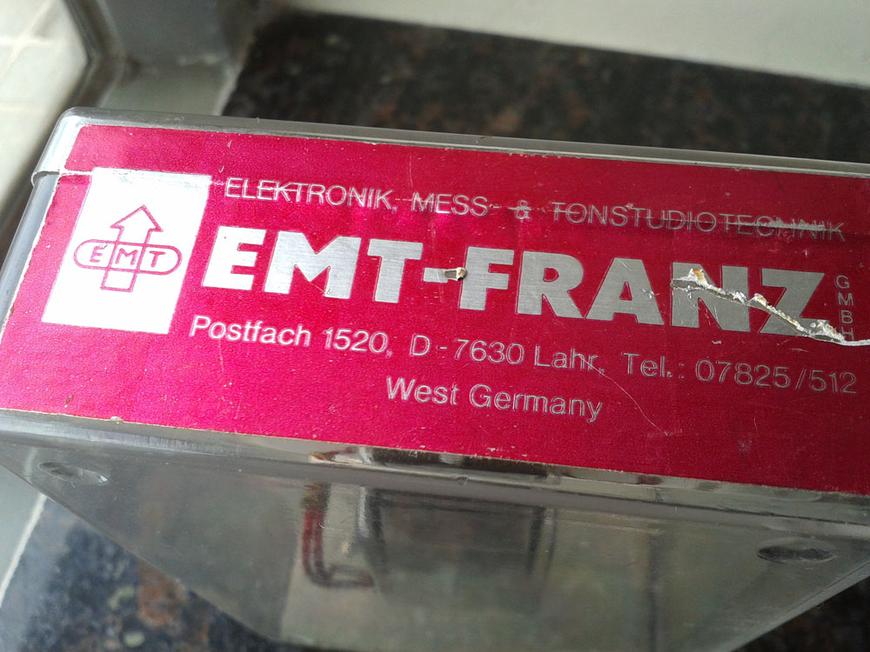 ELEKTRONIK, MESS- & TONSTUDIOTECHNIK
EMT
EMT-FRANZ GMBH
Postfach 1520, D-7630 Lahr, Tel.: 07825/512
West Germany